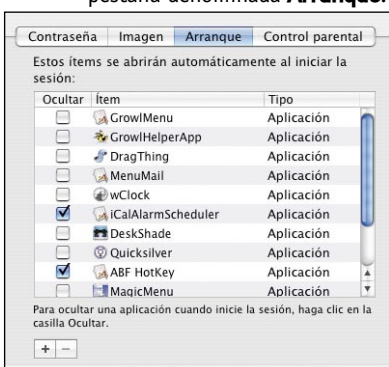 pestaña denominada Arranque.
Contraseña Imagen Arranque Control parental
Estos ítems se abrirán automáticamente al iniciar la
sesión:
Ocultar Ítem Tipo
GrowlMenu Aplicación
GrowlHelperApp Aplicación
DragThing Aplicación
MenuMail Aplicación
wClock Aplicación
iCalAlarmScheduler Aplicación
DeskShade Aplicación
Quicksilver Aplicación
ABF HotKey Aplicación
MagicMenu Aplicación
Para ocultar una aplicación cuando inicie la sesión, haga clic en la
casilla Ocultar.
+ −